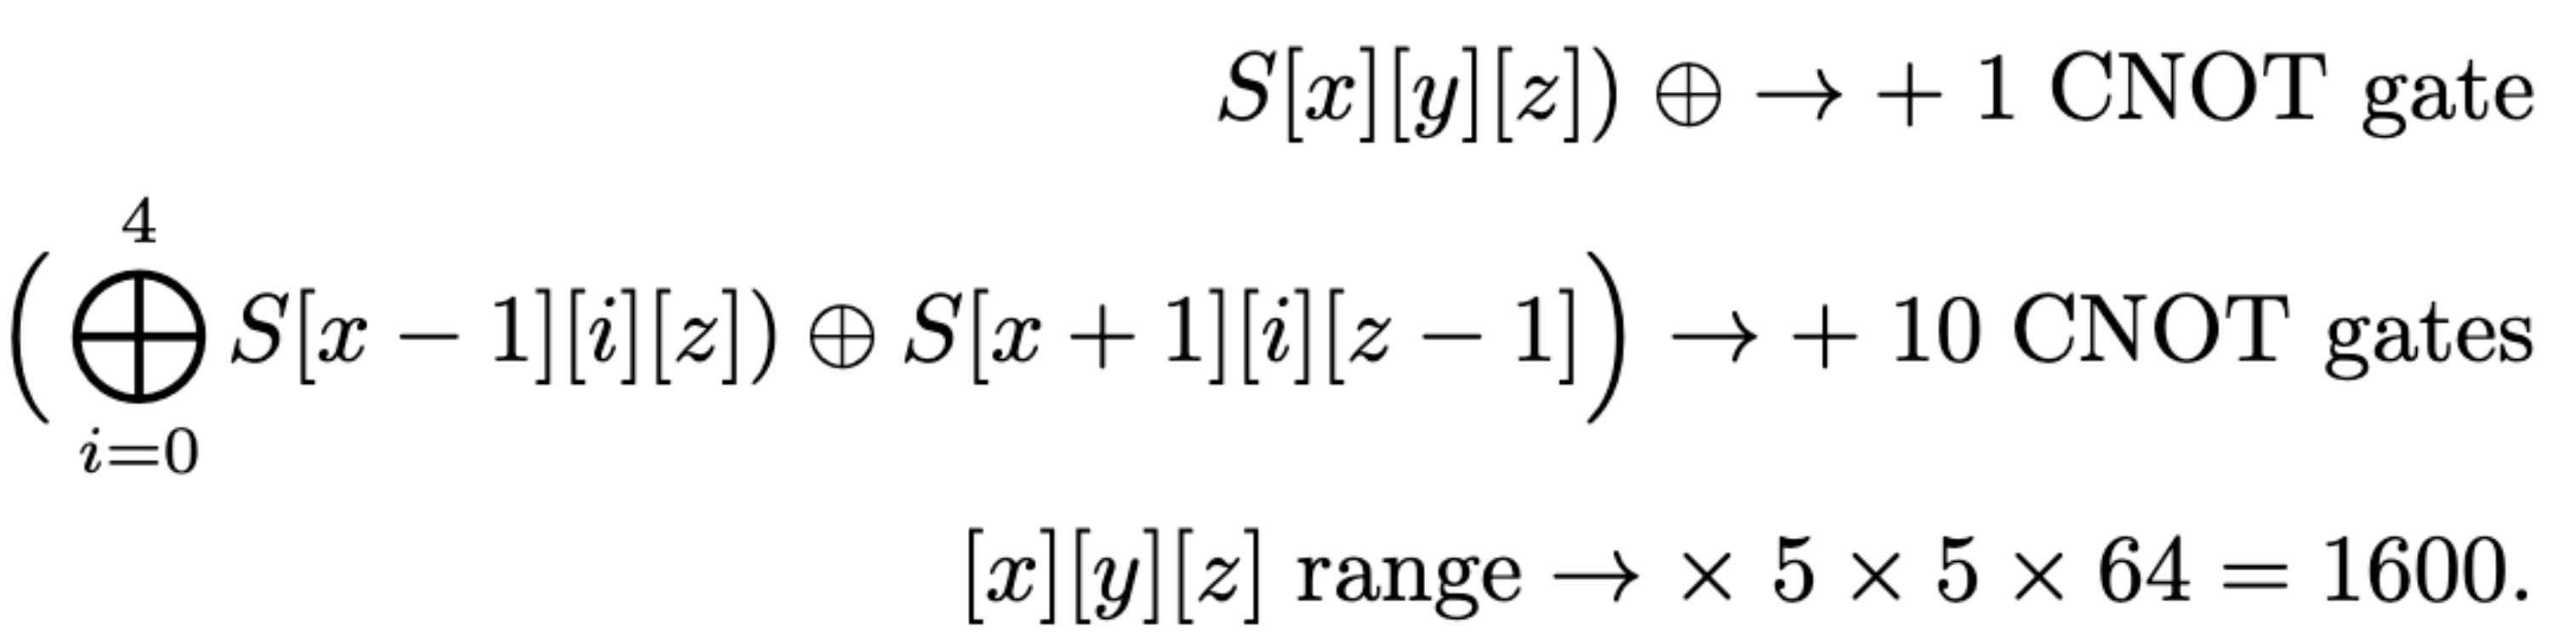 S[x][y][z]) ⊕ → + 1 CNOT gate
(⨁_{i=0}^{4} S[x − 1][i][z]) ⊕ S[x + 1][i][z − 1]) → + 10 CNOT gates
[x][y][z] range → × 5 × 5 × 64 = 1600.